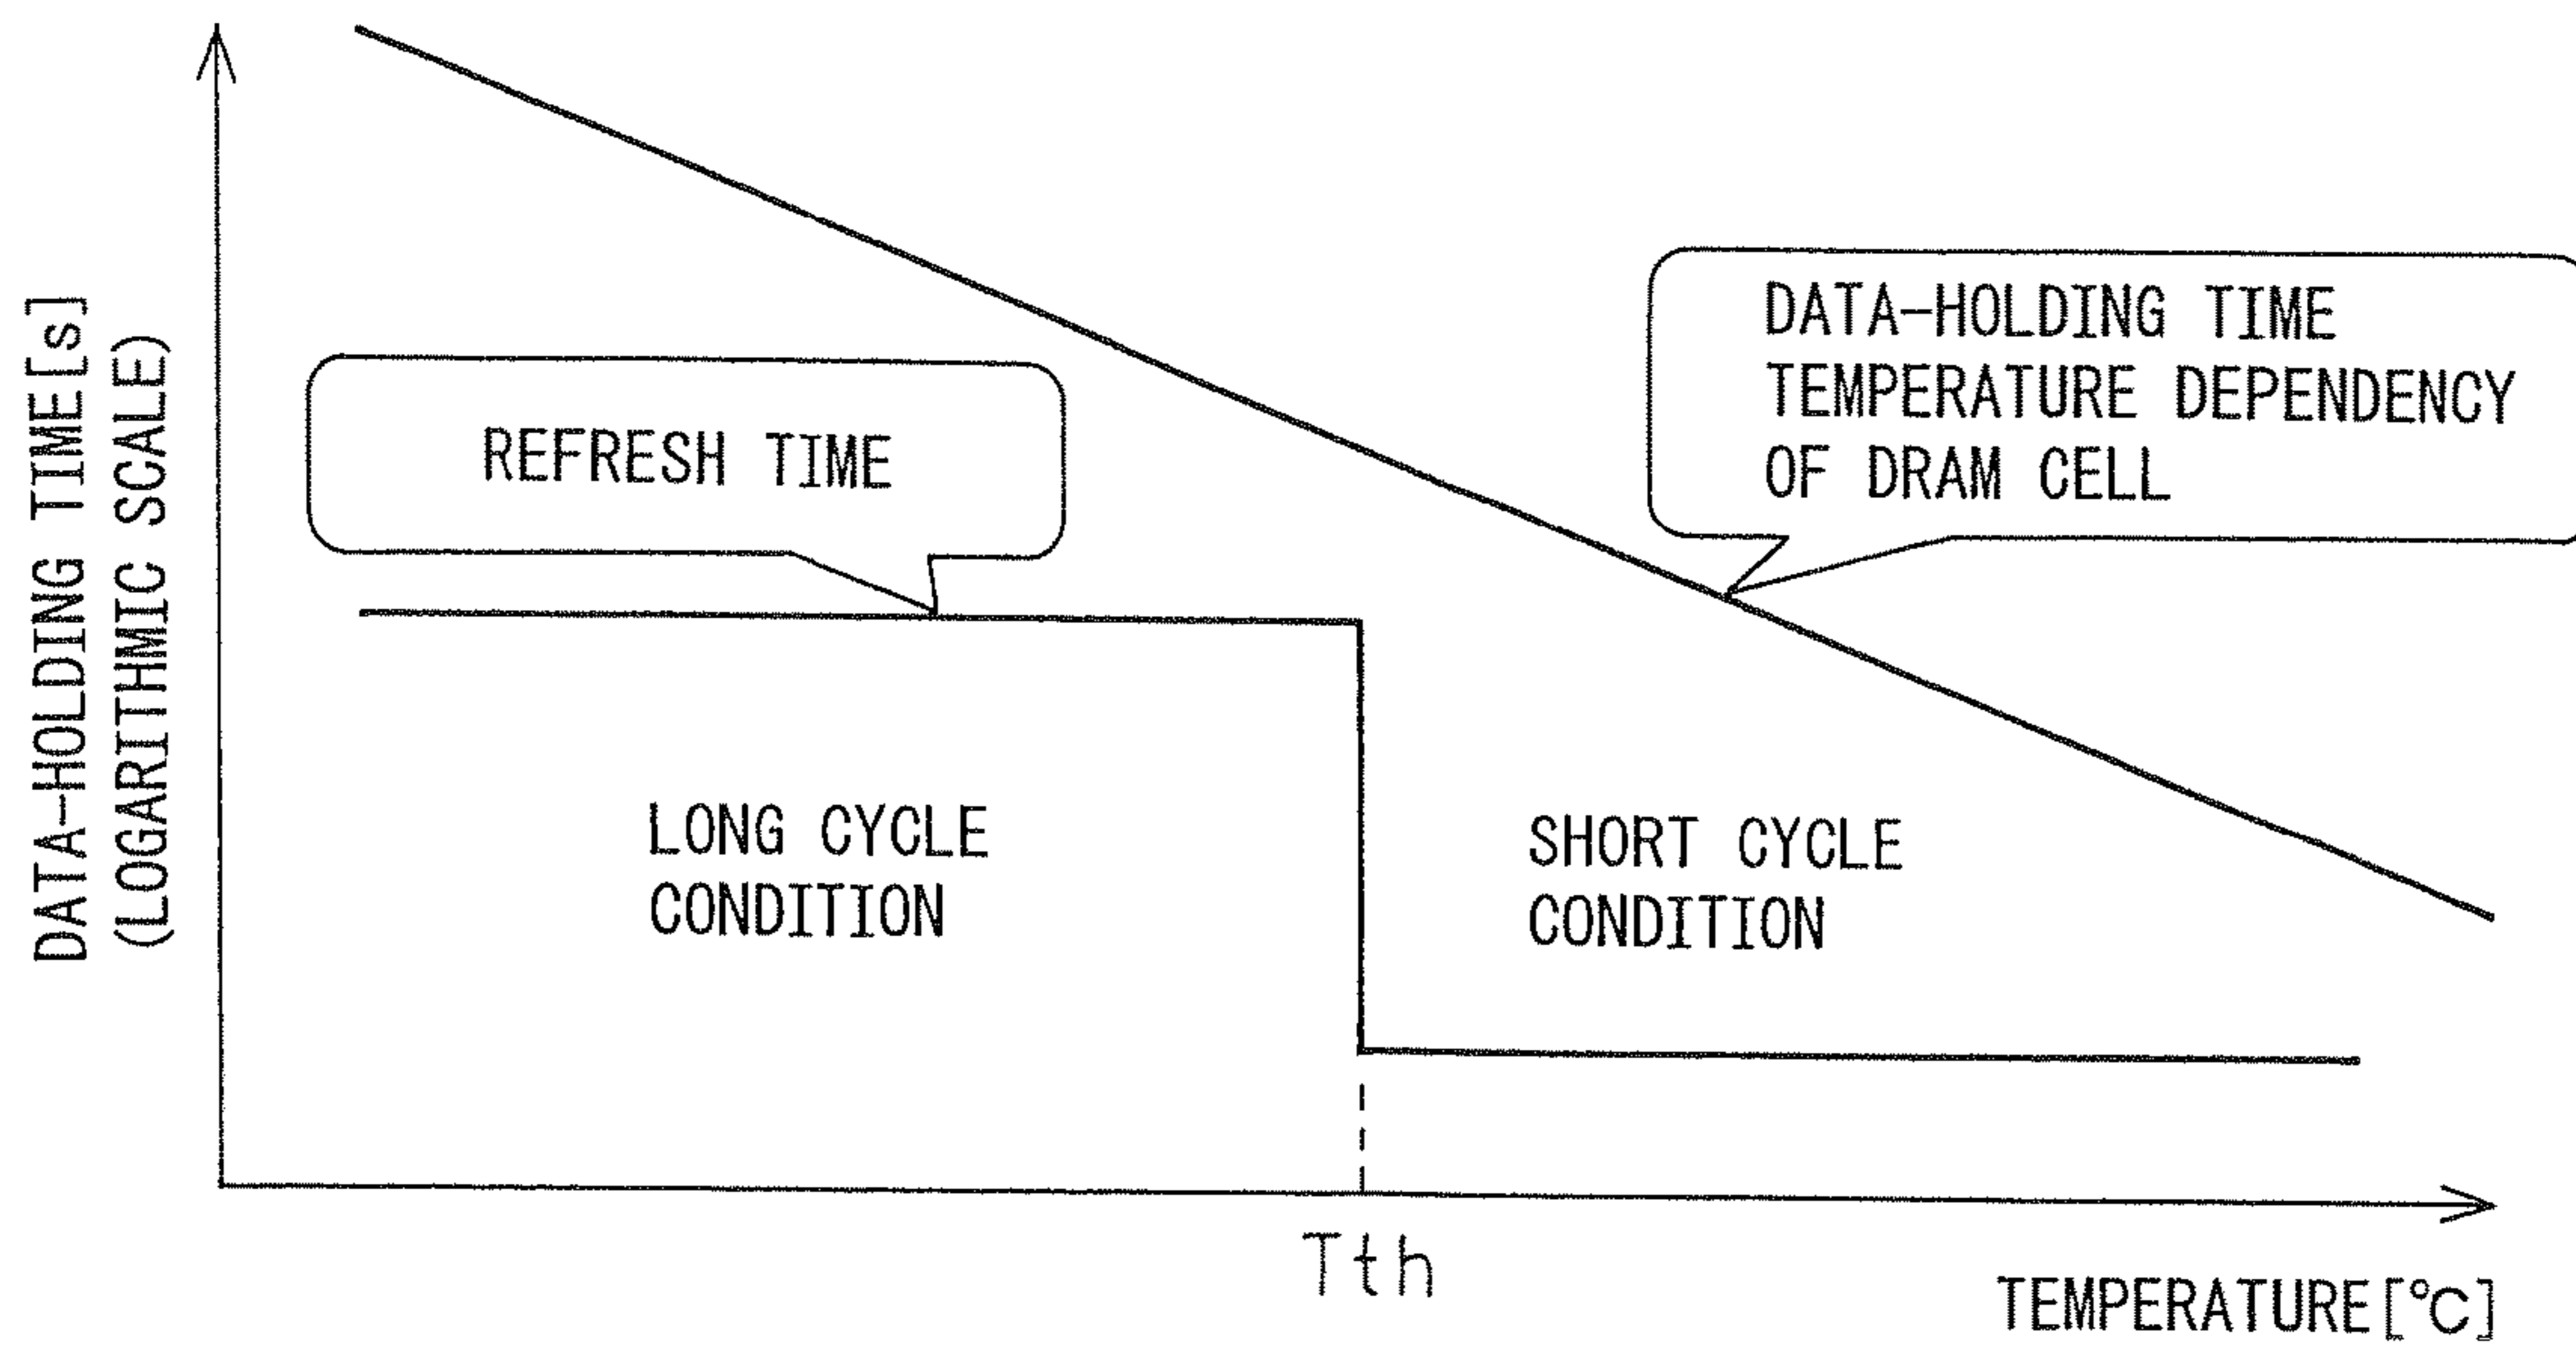 DATA-HOLDING TIME[s]
(LOGARITHMIC SCALE)
REFRESH TIME
DATA-HOLDING TIME
TEMPERATURE DEPENDENCY
OF DRAM CELL
LONG CYCLE
CONDITION
SHORT CYCLE
CONDITION
Tth
TEMPERATURE[°C]